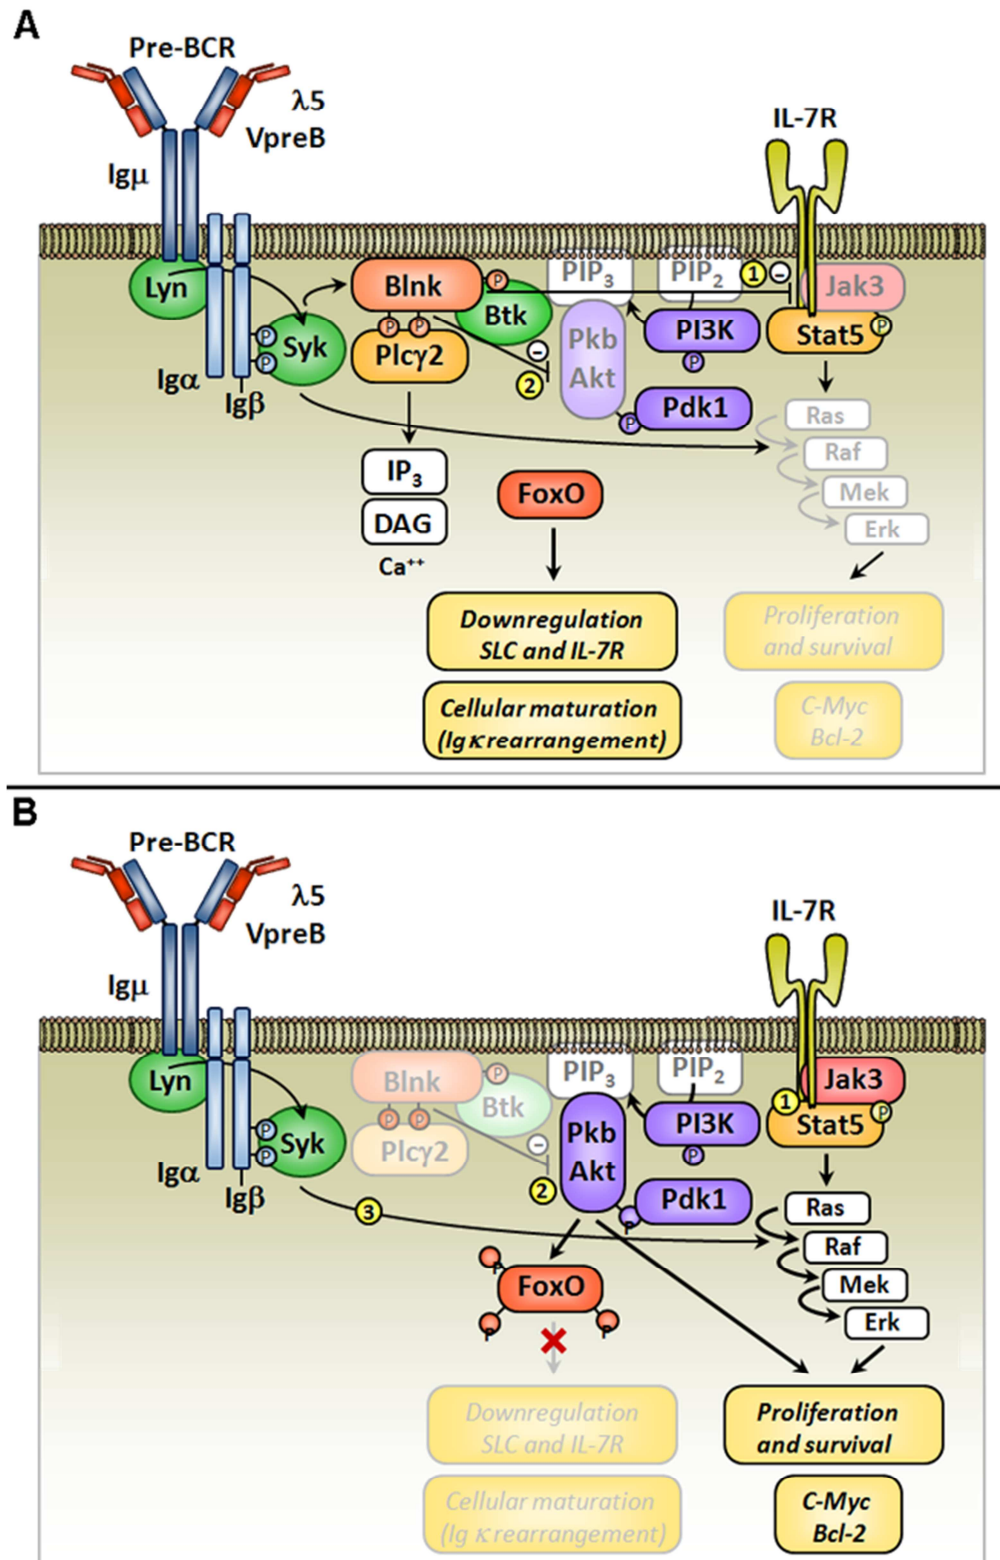 A
Pre-BCR
λ5
VpreB
IL-7R
Igμ
Lyn
Blnk
P
Btk
PIP3
PIP2
1
-
Jak3
P
P
Syk
P
P
Plcγ2
-
2
Pkb
Akt
PI3K
P
Stat5
P
Igα
Igβ
P
Pdk1
Ras
Raf
Mek
Erk
IP3
DAG
Ca++
FoxO
Downregulation
SLC and IL-7R
Proliferation
and survival
Cellular maturation
(Ig κ rearrangement)
C-Myc
Bcl-2
B
Pre-BCR
λ5
VpreB
IL-7R
Igμ
Lyn
Blnk
P
Btk
PIP3
PIP2
1
Jak3
P
P
Syk
P
P
Plcγ2
-
2
Pkb
Akt
PI3K
P
Stat5
P
Igα
Igβ
3
P
Pdk1
Ras
Raf
Mek
Erk
P
FoxO
P
P
Downregulation
SLC and IL-7R
Proliferation
and survival
Cellular maturation
(Ig κ rearrangement)
C-Myc
Bcl-2